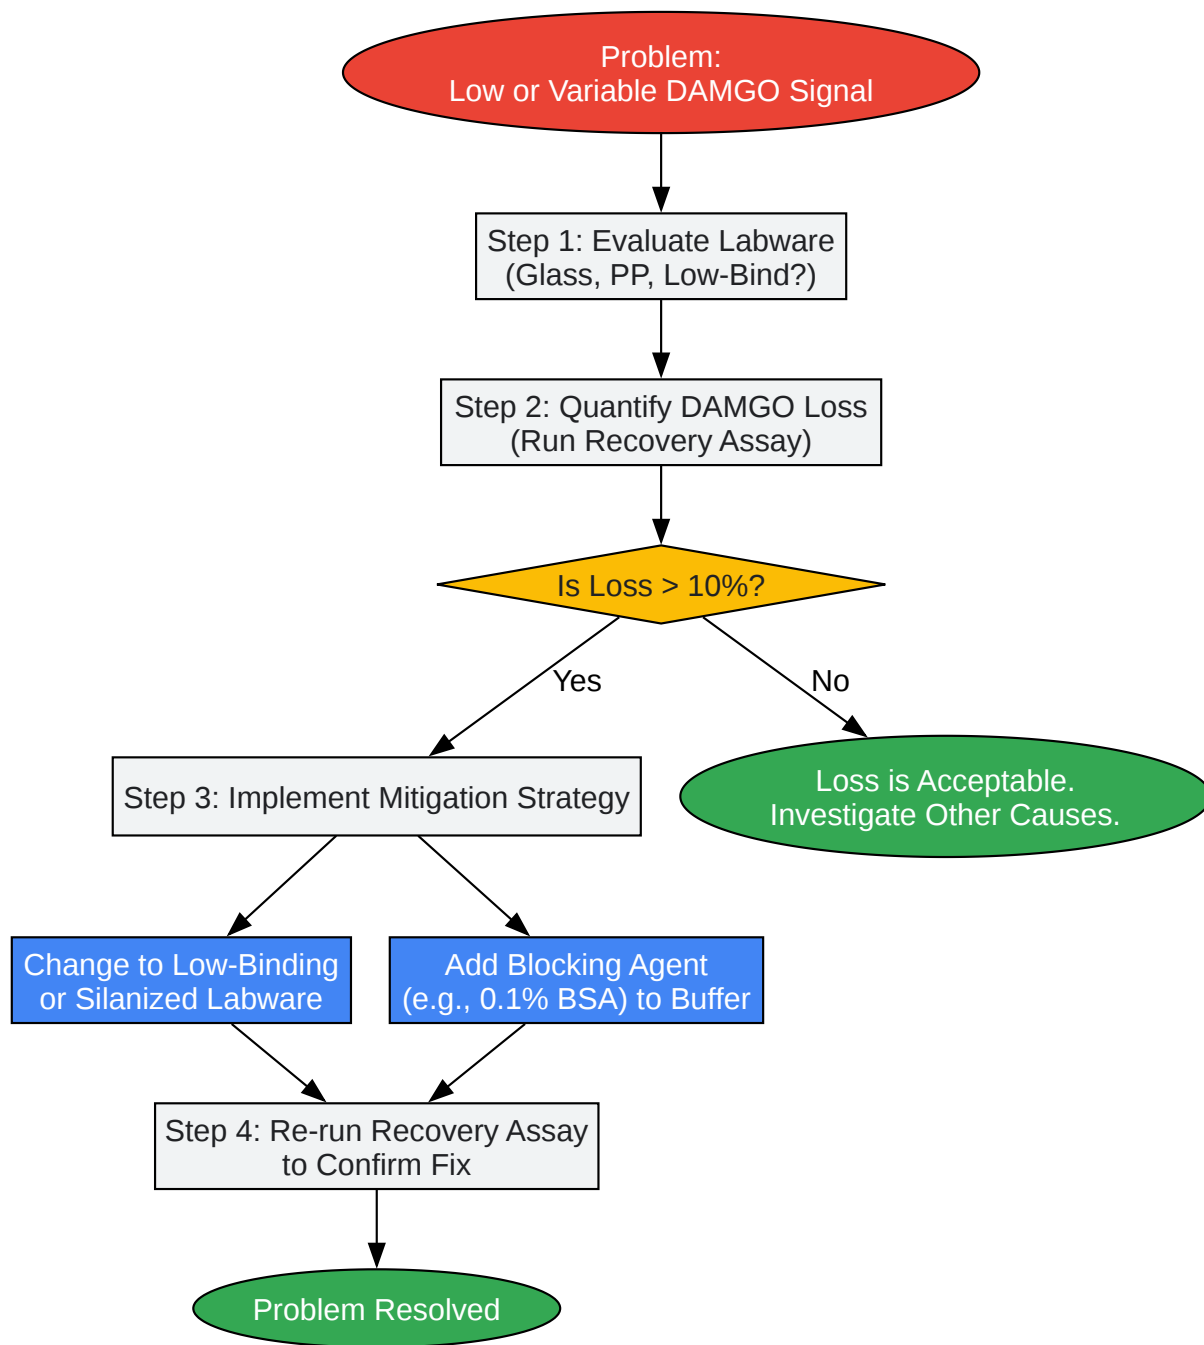 Problem:
Low or Variable DAMGO Signal
Step 1: Evaluate Labware
(Glass, PP, Low-Bind?)
Step 2: Quantify DAMGO Loss
(Run Recovery Assay)
Is Loss > 10%?
Yes
No
Step 3: Implement Mitigation Strategy
Loss is Acceptable.
Investigate Other Causes.
Change to Low-Binding
or Silanized Labware
Add Blocking Agent
(e.g., 0.1% BSA) to Buffer
Step 4: Re-run Recovery Assay
to Confirm Fix
Problem Resolved